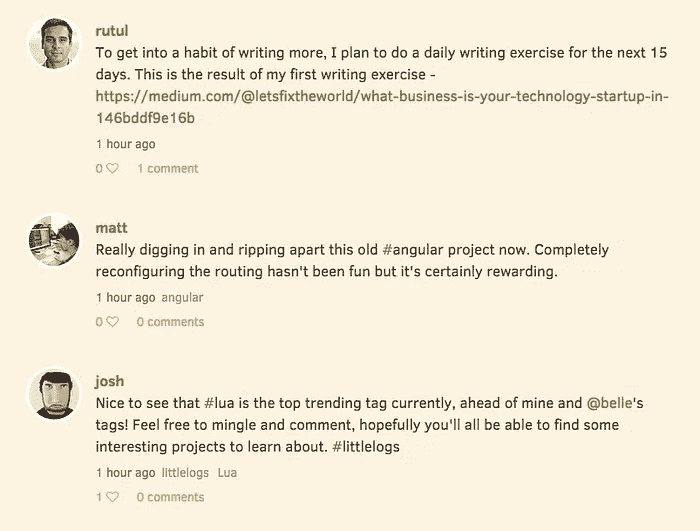 rutul
To get into a habit of writing more, I plan to do a daily writing exercise for the next 15
days. This is the result of my first writing exercise -
https://medium.com/@letsfixtheworld/what-business-is-your-technology-startup-in-
146bddf9e16b
1 hour ago
0 1 comment
matt
Really digging in and ripping apart this old #angular project now. Completely
reconfiguring the routing hasn't been fun but it's certainly rewarding.
1 hour ago angular
0 0 comments
josh
Nice to see that #lua is the top trending tag currently, ahead of mine and @belle's
tags! Feel free to mingle and comment, hopefully you'll all be able to find some
interesting projects to learn about. #littlelogs
1 hour ago littlelogs Lua
1 0 comments